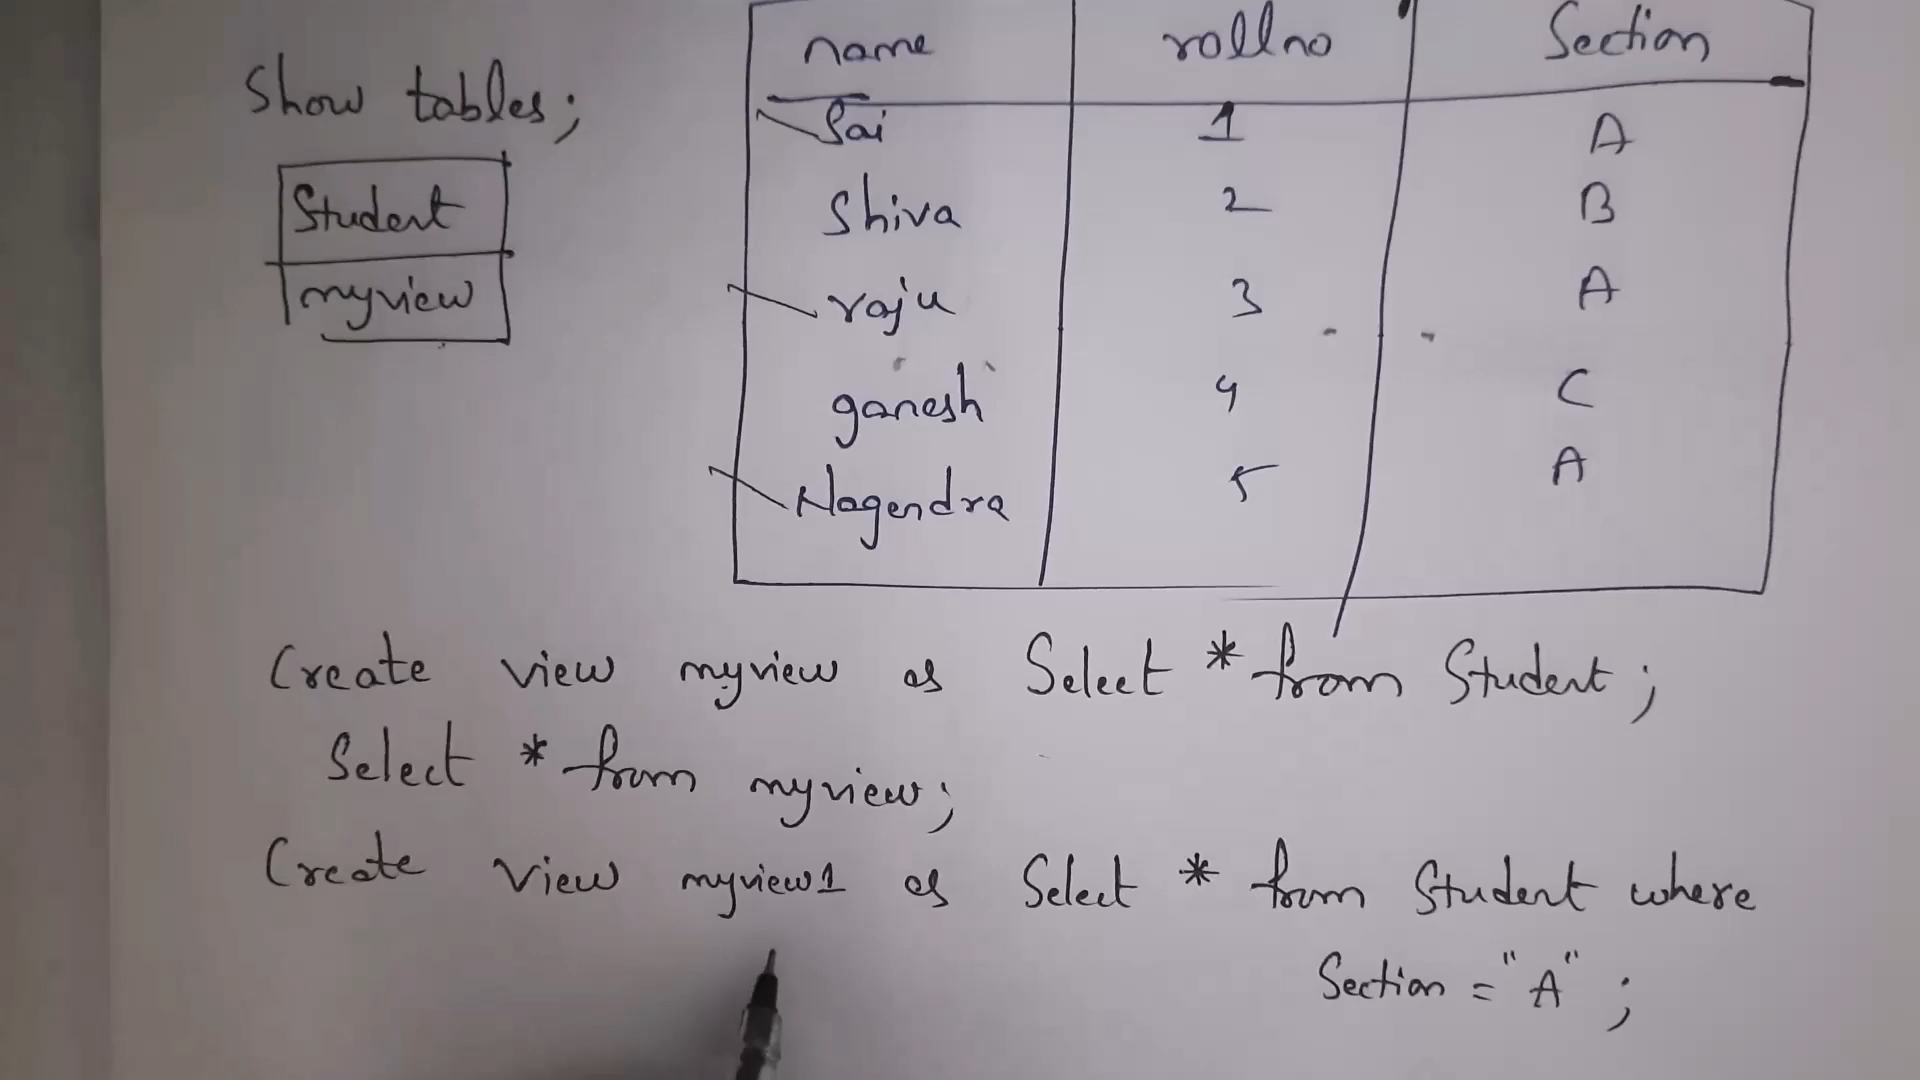 Show tables;
Student
myview
name rollno Section
Sai 1 A
Shiva 2 B
raju 3 A
ganesh 4 C
Nagendra 5 A
Create view myview as Select * from Student;
Select * from myview;
Create view myview1 as Select * from Student where
Section = "A" ;